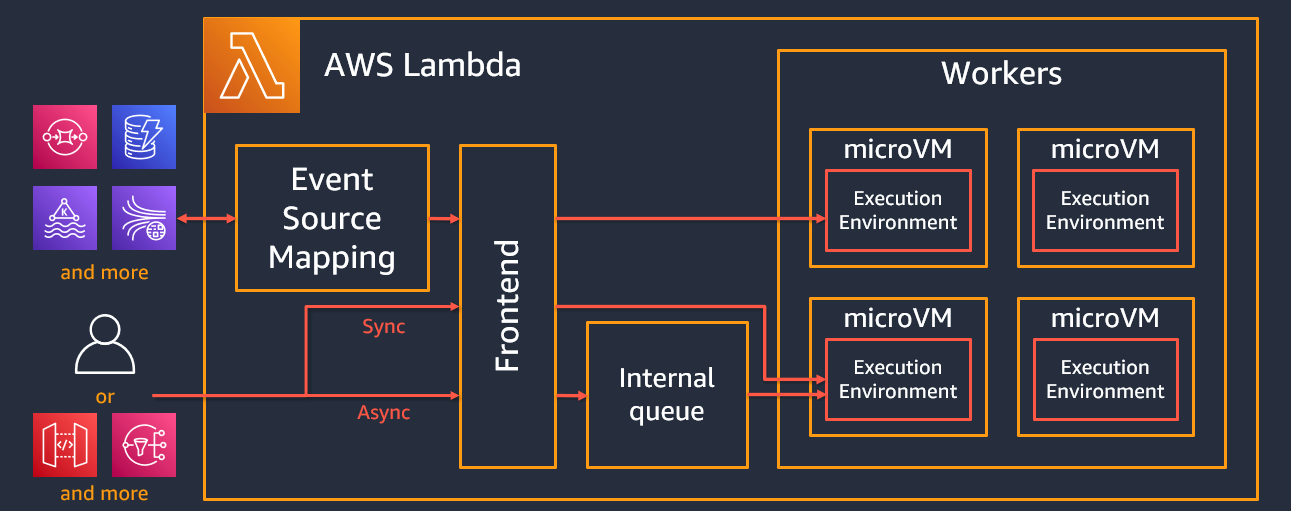 AWS Lambda
Workers
microVM
Execution
Environment
microVM
Execution
Environment
Event
Source
Mapping
K
and more
Frontend
Sync
or
Async
Internal
queue
microVM
Execution
Environment
microVM
Execution
Environment
</>
and more